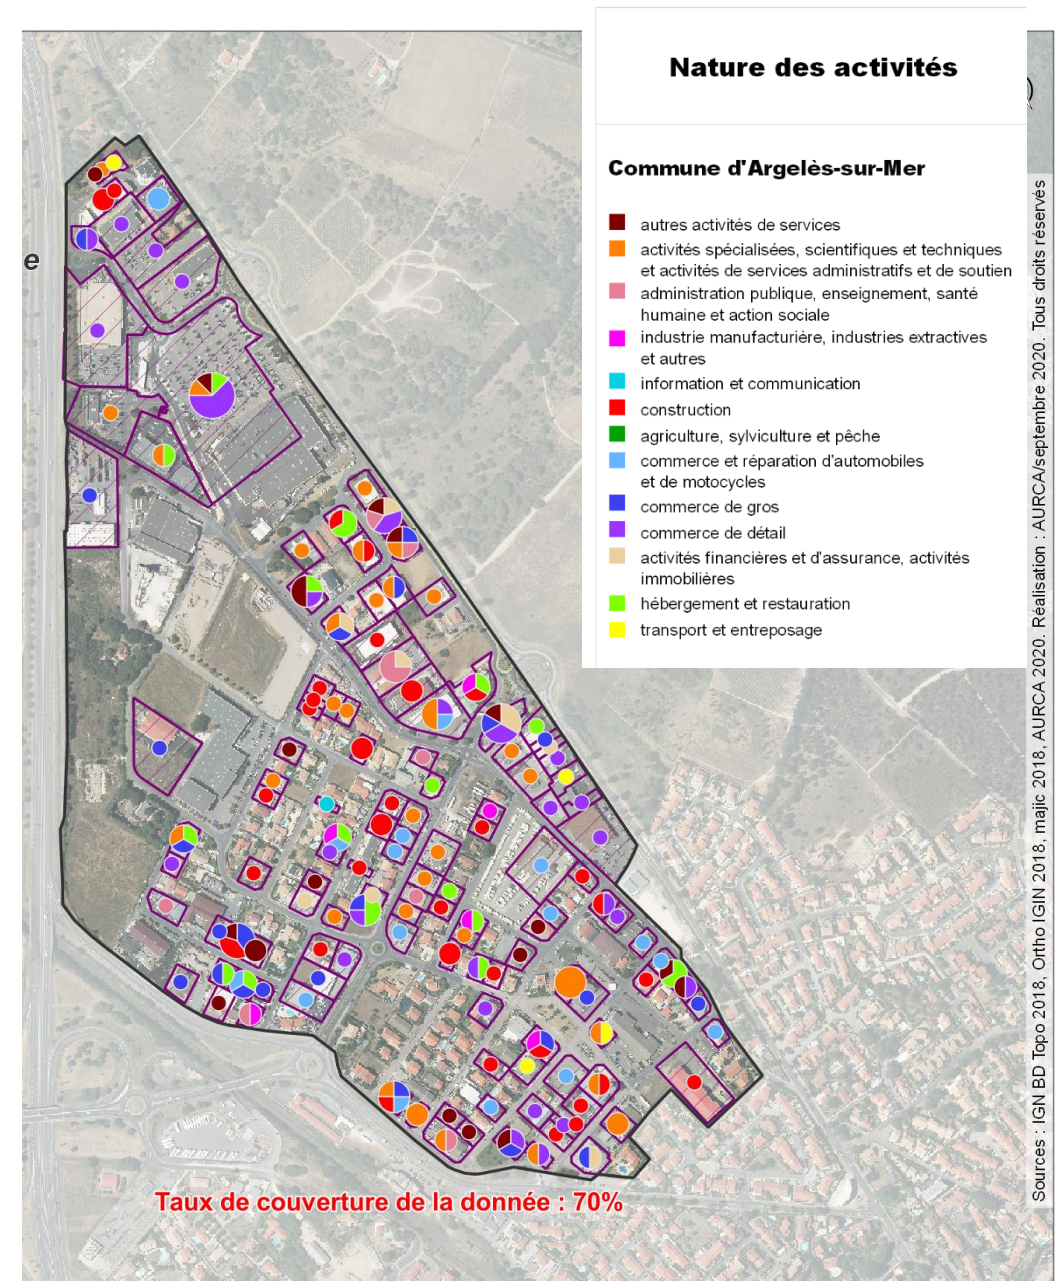 Nature des activités
Commune d'Argelès-sur-Mer
autres activités de services
activités spécialisées, scientifiques et techniques
et activités de services administratifs et de soutien
administration publique, enseignement, santé
humaine et action sociale
industrie manufacturière, industries extractives
et autres
information et communication
construction
agriculture, sylviculture et pêche
commerce et réparation d'automobiles
et de motocycles
commerce de gros
commerce de détail
activités financières et d'assurance, activités
immobilières
hébergement et restauration
transport et entreposage
e
Taux de couverture de la donnée : 70%
Sources : IGN BD Topo 2018, Ortho IGIN 2018, majic 2018, AURCA 2020. Réalisation : AURCA/septembre 2020. Tous droits réservés